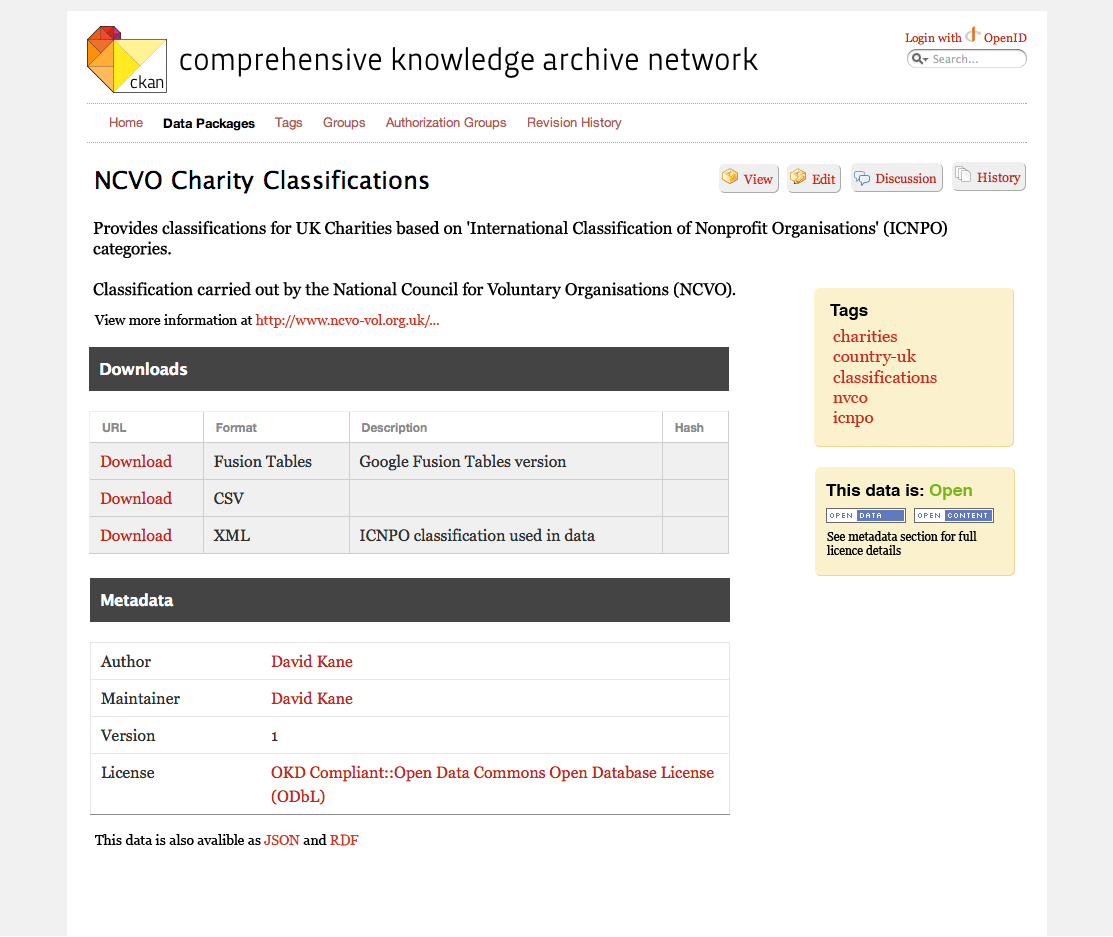 ckan
comprehensive knowledge archive network
Login with OpenID
Search...
Home Data Packages Tags Groups Authorization Groups Revision History
NCVO Charity Classifications
View Edit Discussion History
Provides classifications for UK Charities based on 'International Classification of Nonprofit Organisations' (ICNPO)
categories.
Classification carried out by the National Council for Voluntary Organisations (NCVO).
View more information at http://www.ncvo-vol.org.uk/...
Downloads
URL Format Description Hash
Download Fusion Tables Google Fusion Tables version
Download CSV
Download XML ICNPO classification used in data
Metadata
Author David Kane
Maintainer David Kane
Version 1
License OKD Compliant::Open Data Commons Open Database License
(ODbL)
This data is also avalible as JSON and RDF
Tags
charities
country-uk
classifications
nvco
icnpo
This data is: Open
OPEN DATA OPEN CONTENT
See metadata section for full
licence details